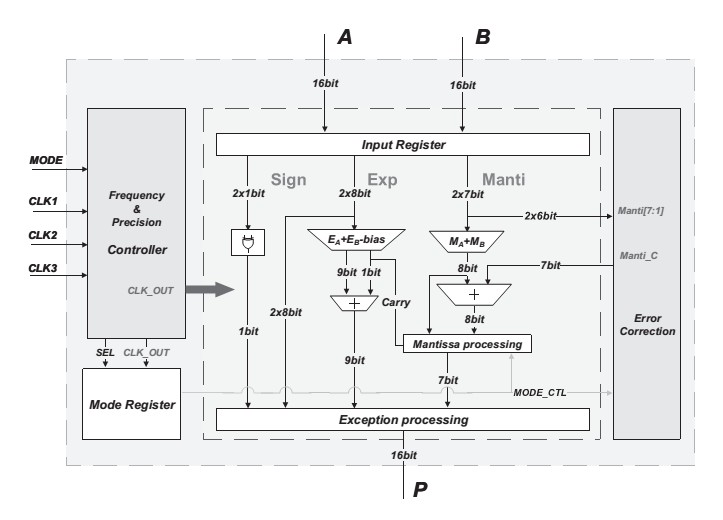 A
B
16bit
16bit
Input Register
MODE
CLK1
CLK2
CLK3
Frequency
&
Precision
Controller
CLK_OUT
Sign
Exp
Manti
2x1bit
2x8bit
2x7bit
2x6bit
Manti[7:1]
EA+EB-bias
MA+MB
Manti_C
9bit
1bit
8bit
7bit
+
+
Carry
2x8bit
1bit
8bit
Error
Correction
Mantissa processing
SEL
CLK_OUT
9bit
7bit
Mode Register
MODE_CTL
Exception processing
16bit
P